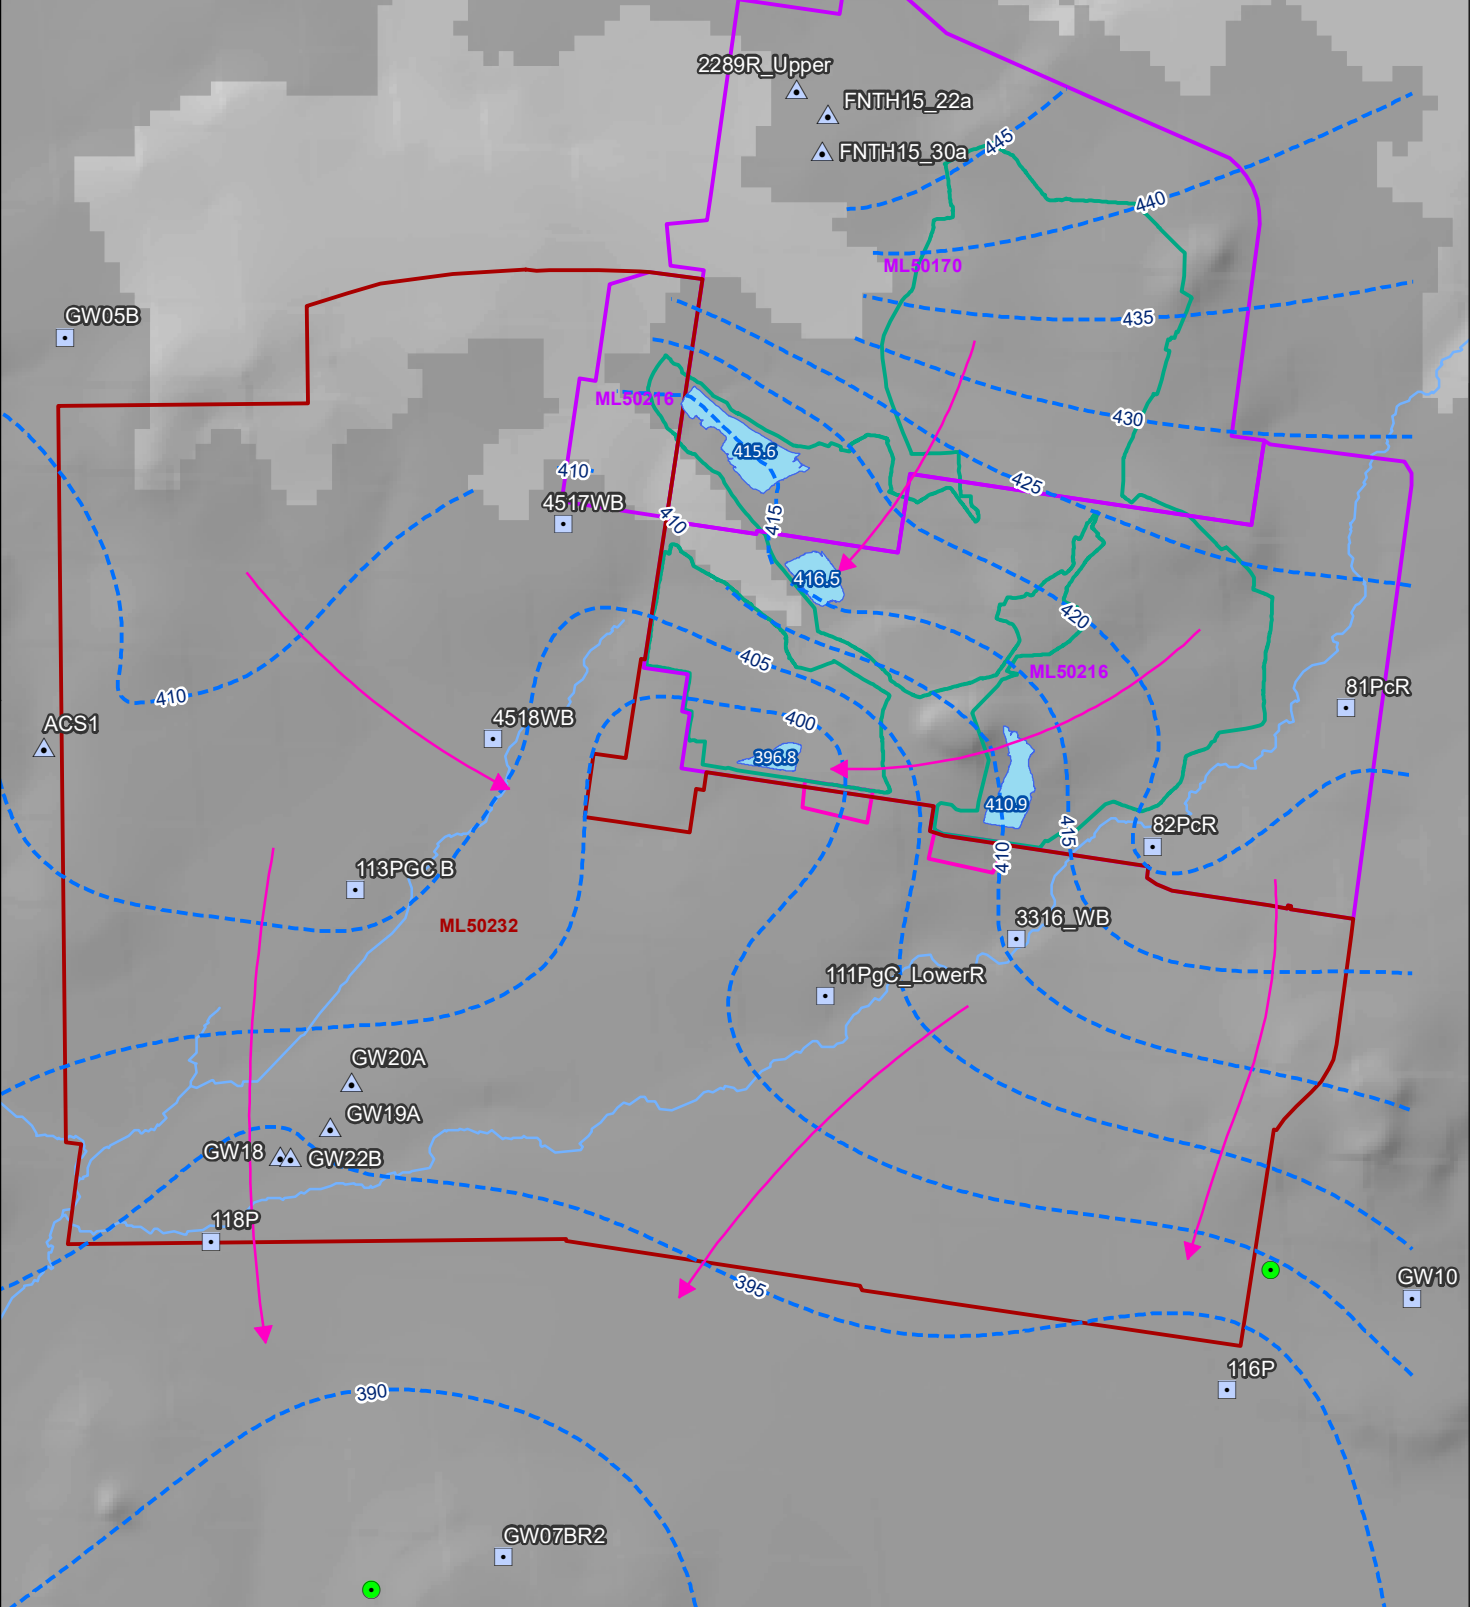 2289R_Upper
FNTH15_22a
445
FNTH15_30a
440
ML50170
GW05B
435
ML50216
430
415.6
410
425
4517WB
410
415
416.5
420
405
ML50216
81PcR
410
4518WB
400
ACS1
396.8
410.9
415
82PcR
410
113PGC B
3316_WB
ML50232
111PgC_LowerR
GW20A
GW19A
GW18
GW22B
118P
395
GW10
116P
390
GW07BR2